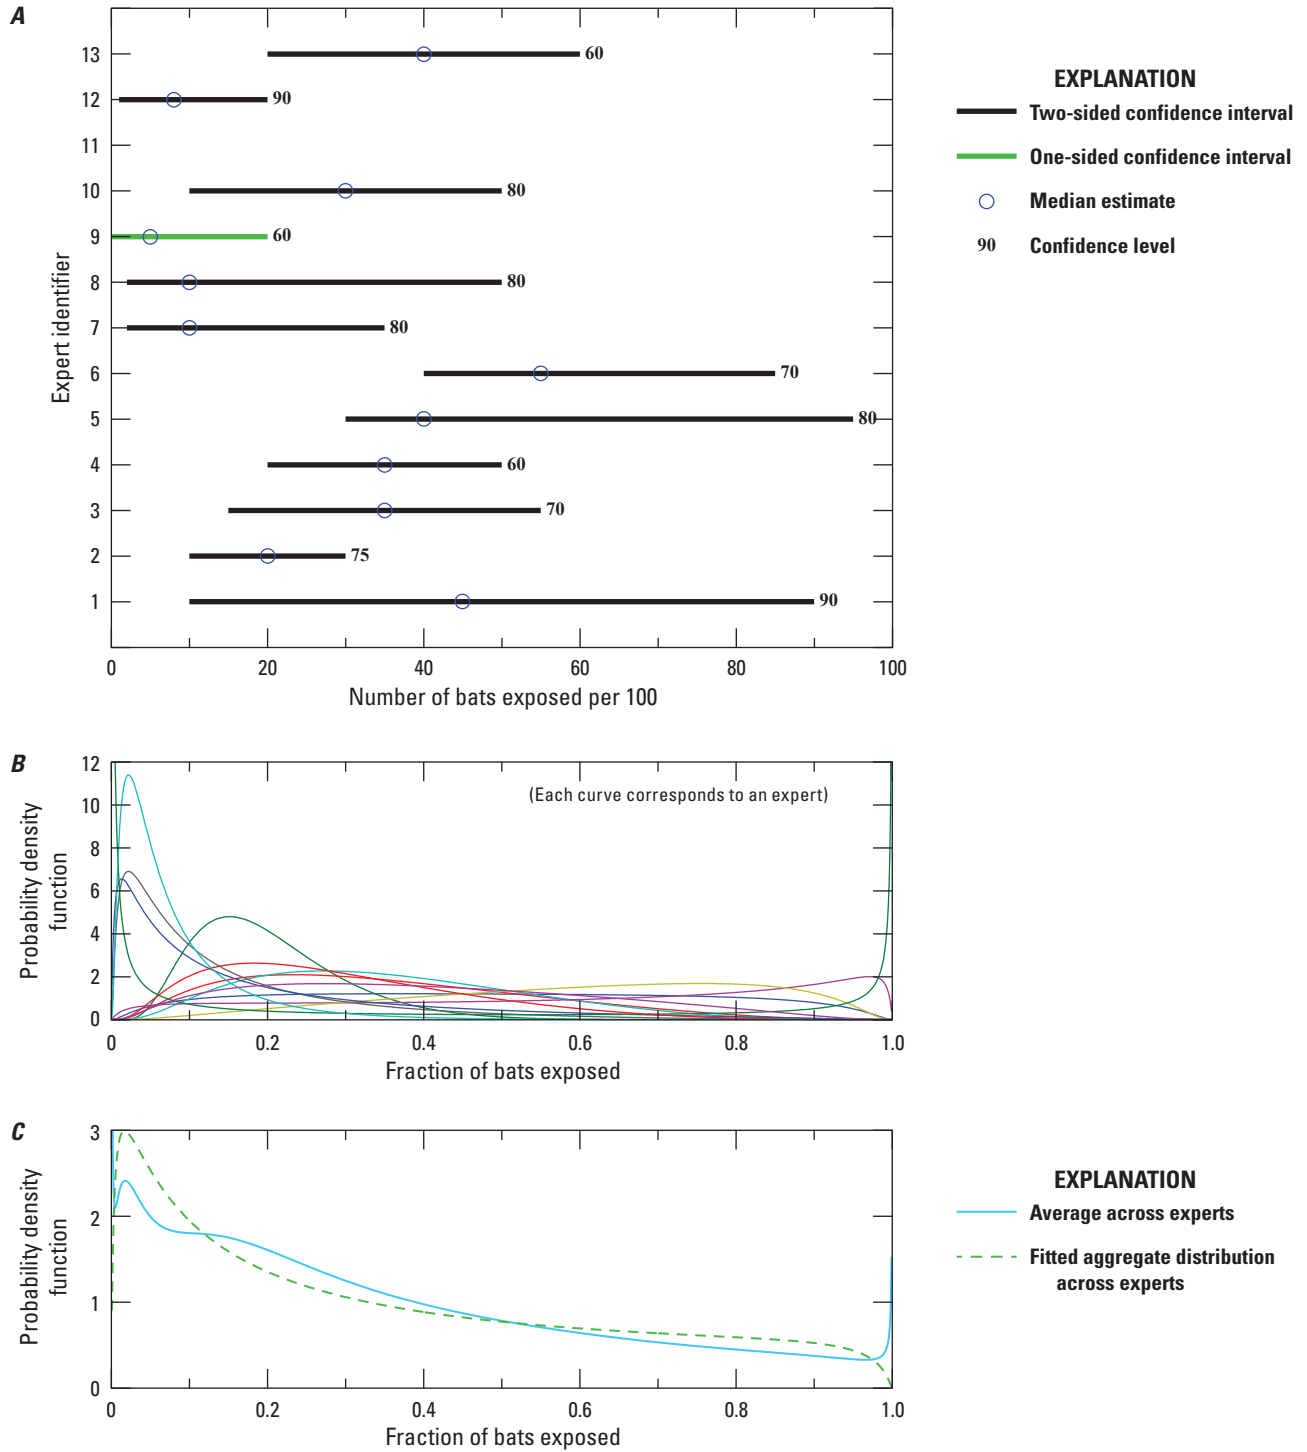 A
13
12
11
10
9
8
7
6
5
4
3
2
1
Expert identifier
60
90
80
60
80
80
70
80
60
70
75
90
0 20 40 60 80 100
Number of bats exposed per 100
EXPLANATION
Two-sided confidence interval
One-sided confidence interval
Median estimate
90 Confidence level
B
12
10
8
6
4
2
0
Probability density
function
(Each curve corresponds to an expert)
0 0.2 0.4 0.6 0.8 1.0
Fraction of bats exposed
C
3
2
1
0
Probability density
function
0 0.2 0.4 0.6 0.8 1.0
Fraction of bats exposed
EXPLANATION
Average across experts
Fitted aggregate distribution
across experts